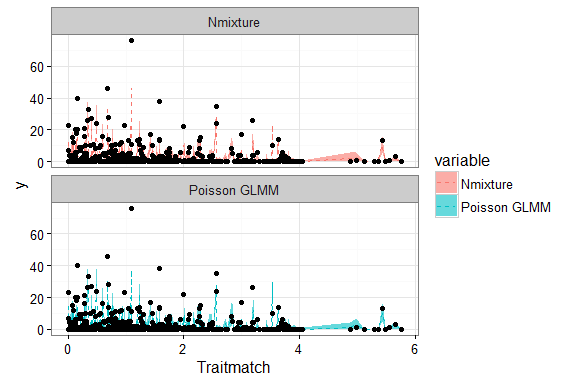 Nmixture
60
40
20
0
y
Poisson GLMM
60
40
20
0
0 2 4 6
Traitmatch
variable
Nmixture
Poisson GLMM